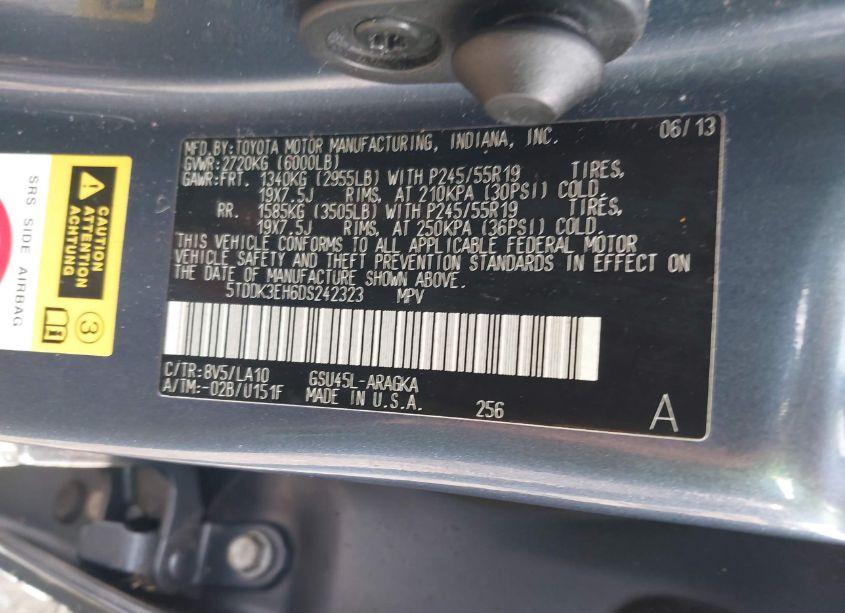 MFD. BY: TOYOTA MOTOR MANUFACTURING, INDIANA, INC. 06/13
GVWR: 2720KG (6000LB)
GAWR: FRT. 1340KG (2955LB) WITH P245/55R19 TIRES,
19X7.5J RIMS, AT 210KPA (30PSI) COLD.
RR. 1585KG (3505LB) WITH P245/55R19 TIRES,
19X7.5J RIMS, AT 250KPA (36PSI) COLD.
THIS VEHICLE CONFORMS TO ALL APPLICABLE FEDERAL MOTOR
VEHICLE SAFETY AND THEFT PREVENTION STANDARDS IN EFFECT ON
THE DATE OF MANUFACTURE SHOWN ABOVE.
5TDDK3EH6DS242323 MPV
C/TR: 8V5/LA10 GSU45L-ARAGKA
A/TM: -02B/U151F MADE IN U.S.A. 256 A
SRS SIDE AIRBAG
CAUTION
ATTENTION
ACHTUNG
3